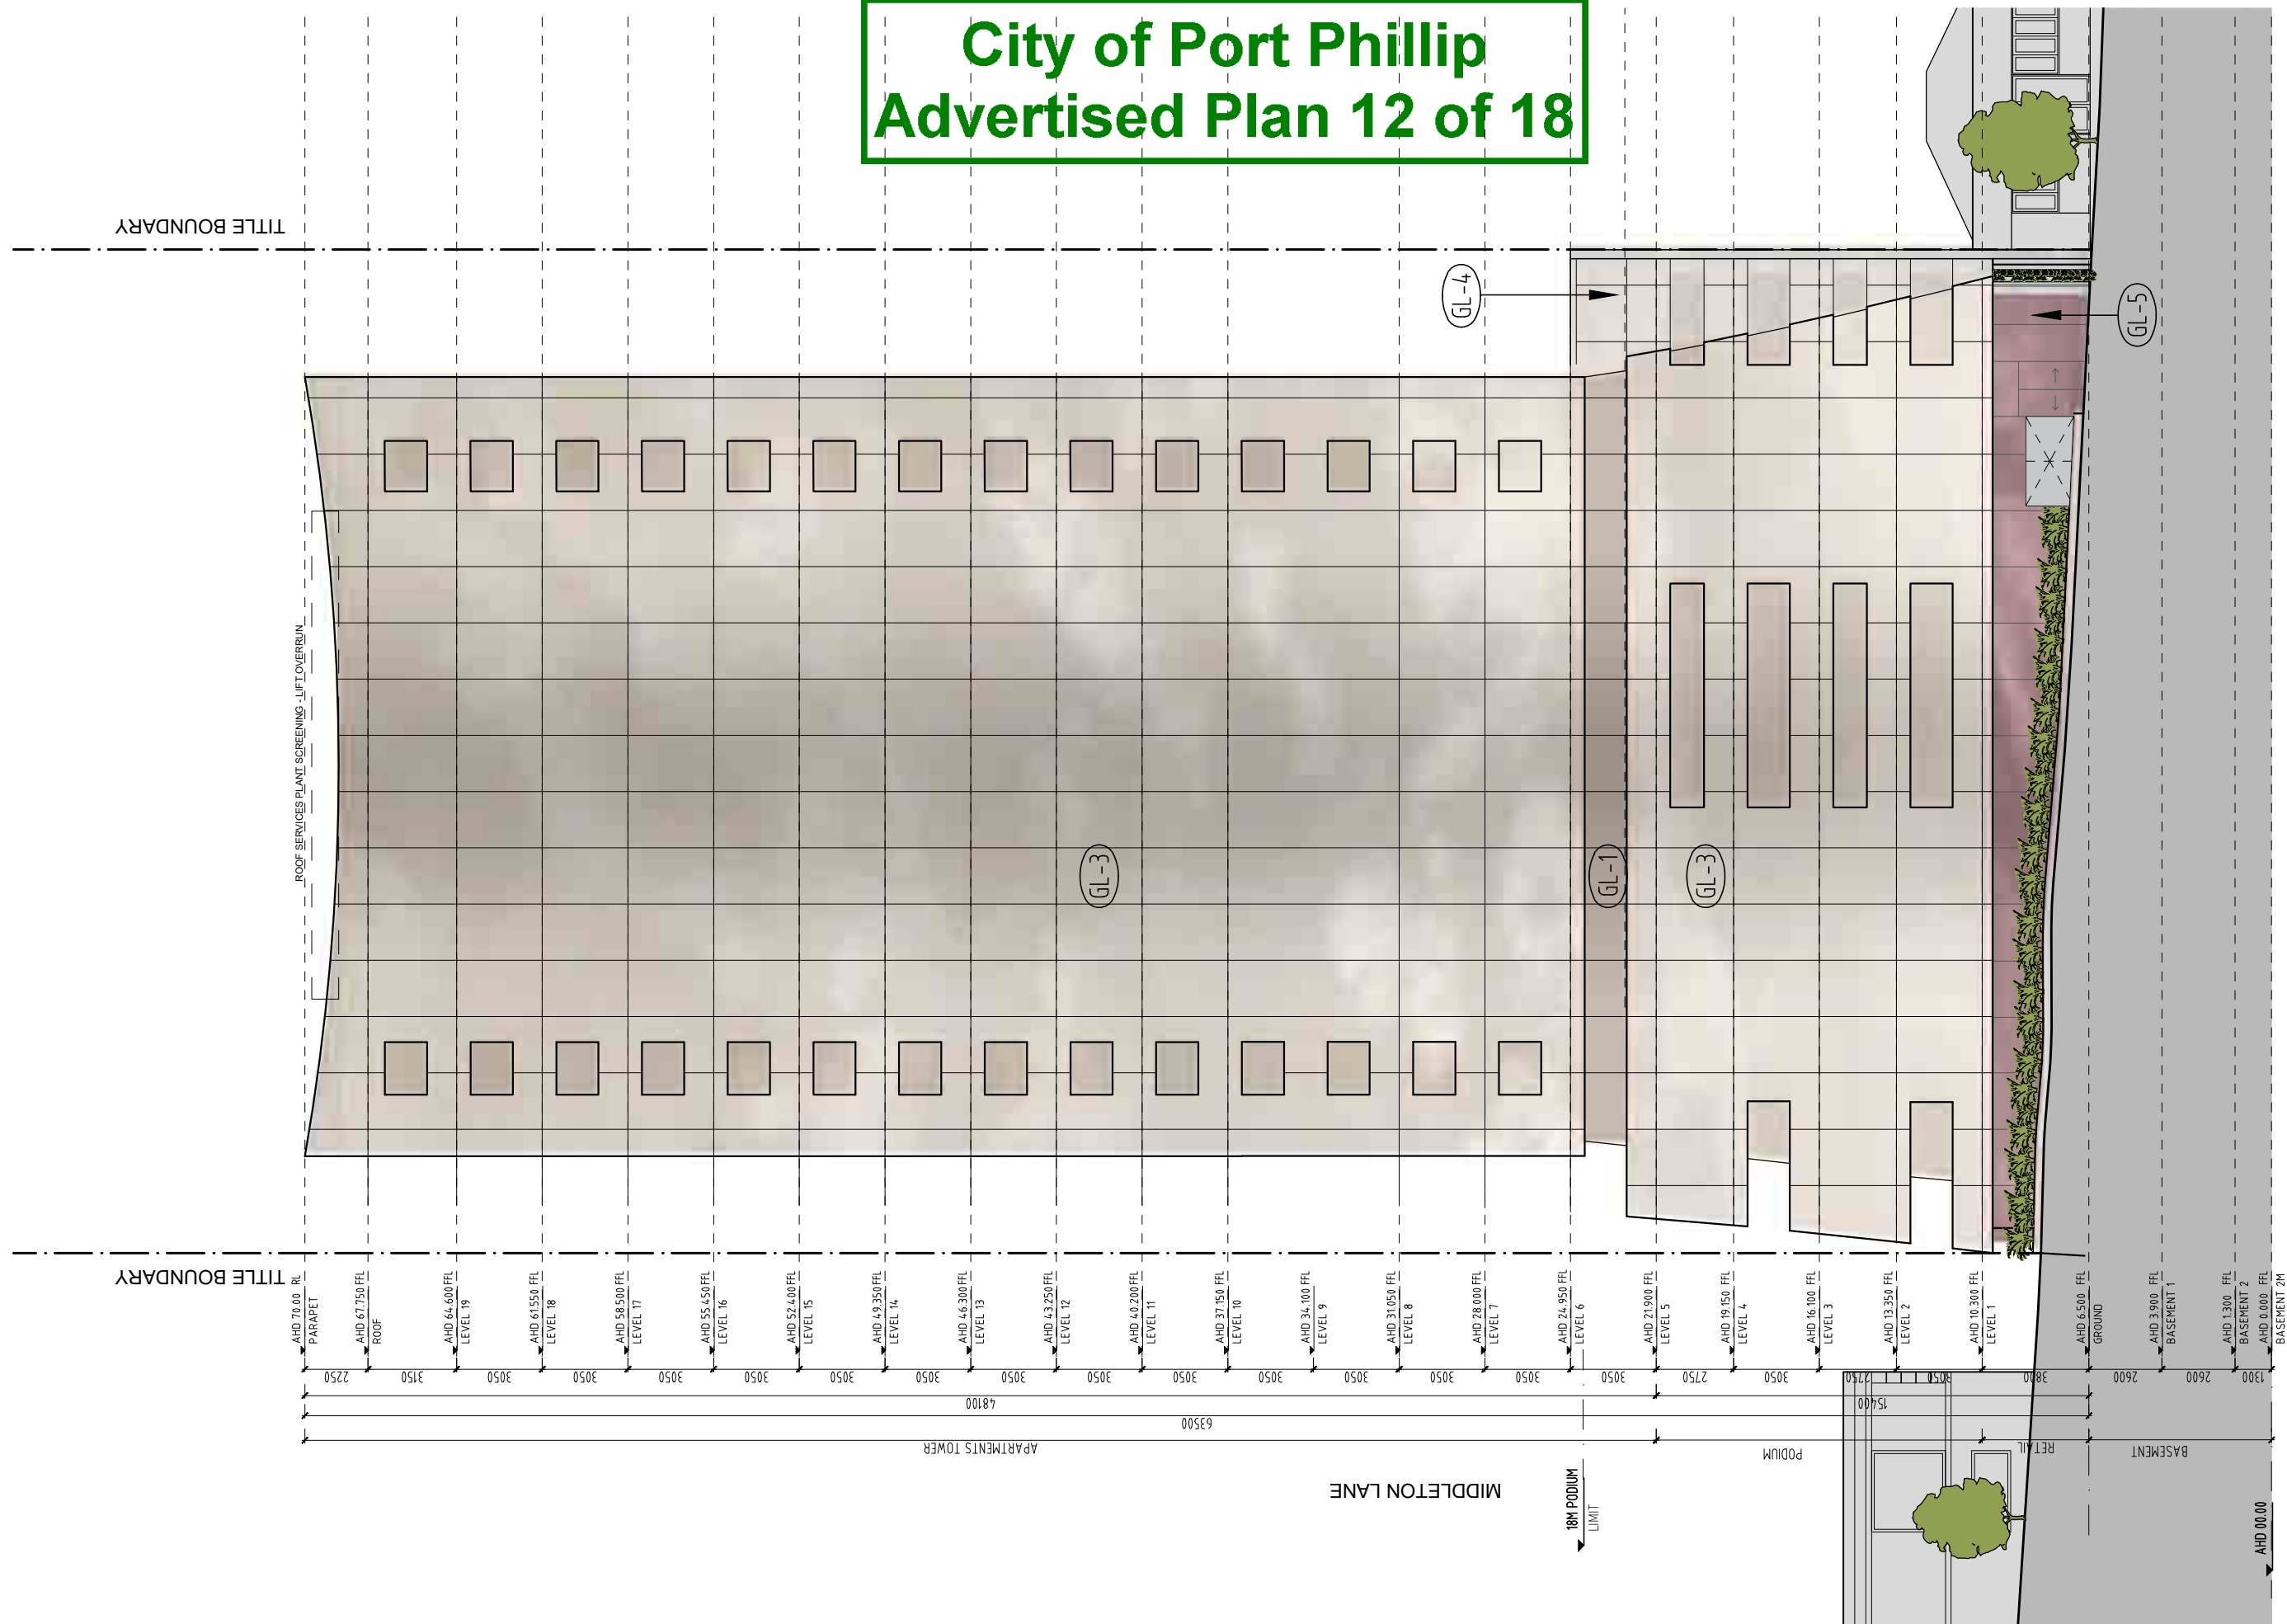 City of Port Phillip
Advertised Plan 12 of 18
TITLE BOUNDARY
GL-4
GL-5
ROOF SERVICES PLANT SCREENING - LIFT OVERRUN
GL-3
GL-1
GL-3
TITLE BOUNDARY
AHD 70.00 RL
PARAPET
AHD 67.750 FFL
ROOF
AHD 64.600 FFL
LEVEL 19
AHD 61.550 FFL
LEVEL 18
AHD 58.500 FFL
LEVEL 17
AHD 55.450 FFL
LEVEL 16
AHD 52.400 FFL
LEVEL 15
AHD 49.350 FFL
LEVEL 14
AHD 46.300 FFL
LEVEL 13
AHD 43.250 FFL
LEVEL 12
AHD 40.200 FFL
LEVEL 11
AHD 37.150 FFL
LEVEL 10
AHD 34.100 FFL
LEVEL 9
AHD 31.050 FFL
LEVEL 8
AHD 28.000 FFL
LEVEL 7
AHD 24.950 FFL
LEVEL 6
AHD 21.900 FFL
LEVEL 5
AHD 19.150 FFL
LEVEL 4
AHD 16.100 FFL
LEVEL 3
AHD 13.350 FFL
LEVEL 2
AHD 10.300 FFL
LEVEL 1
AHD 6.500 FFL
GROUND
AHD 3.900 FFL
BASEMENT 1
AHD 1.300 FFL
BASEMENT 2
AHD 0.000 FFL
BASEMENT 2M
2250
3150
3050
3050
3050
3050
3050
3050
3050
3050
3050
3050
3050
3050
3050
3050
2750
3050
2750
3050
3800
2600
2600
1300
48100
15400
63500
APARTMENTS TOWER
PODIUM
RETAIL
BASEMENT
MIDDLETON LANE
18M PODIUM
LIMIT
AHD 00.00